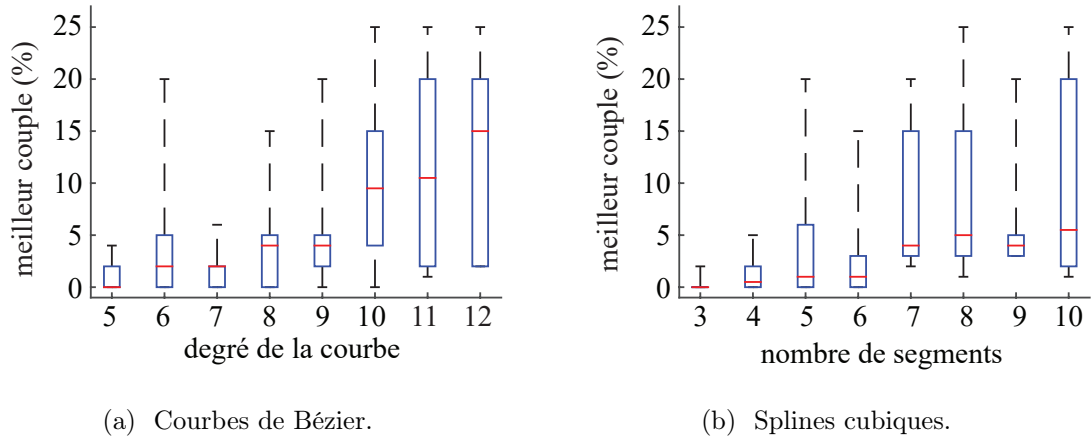 meilleur couple (%)
25
20
15
10
5
0
5 6 7 8 9 10 11 12
degré de la courbe
(a) Courbes de Bézier.
meilleur couple (%)
25
20
15
10
5
0
3 4 5 6 7 8 9 10
nombre de segments
(b) Splines cubiques.